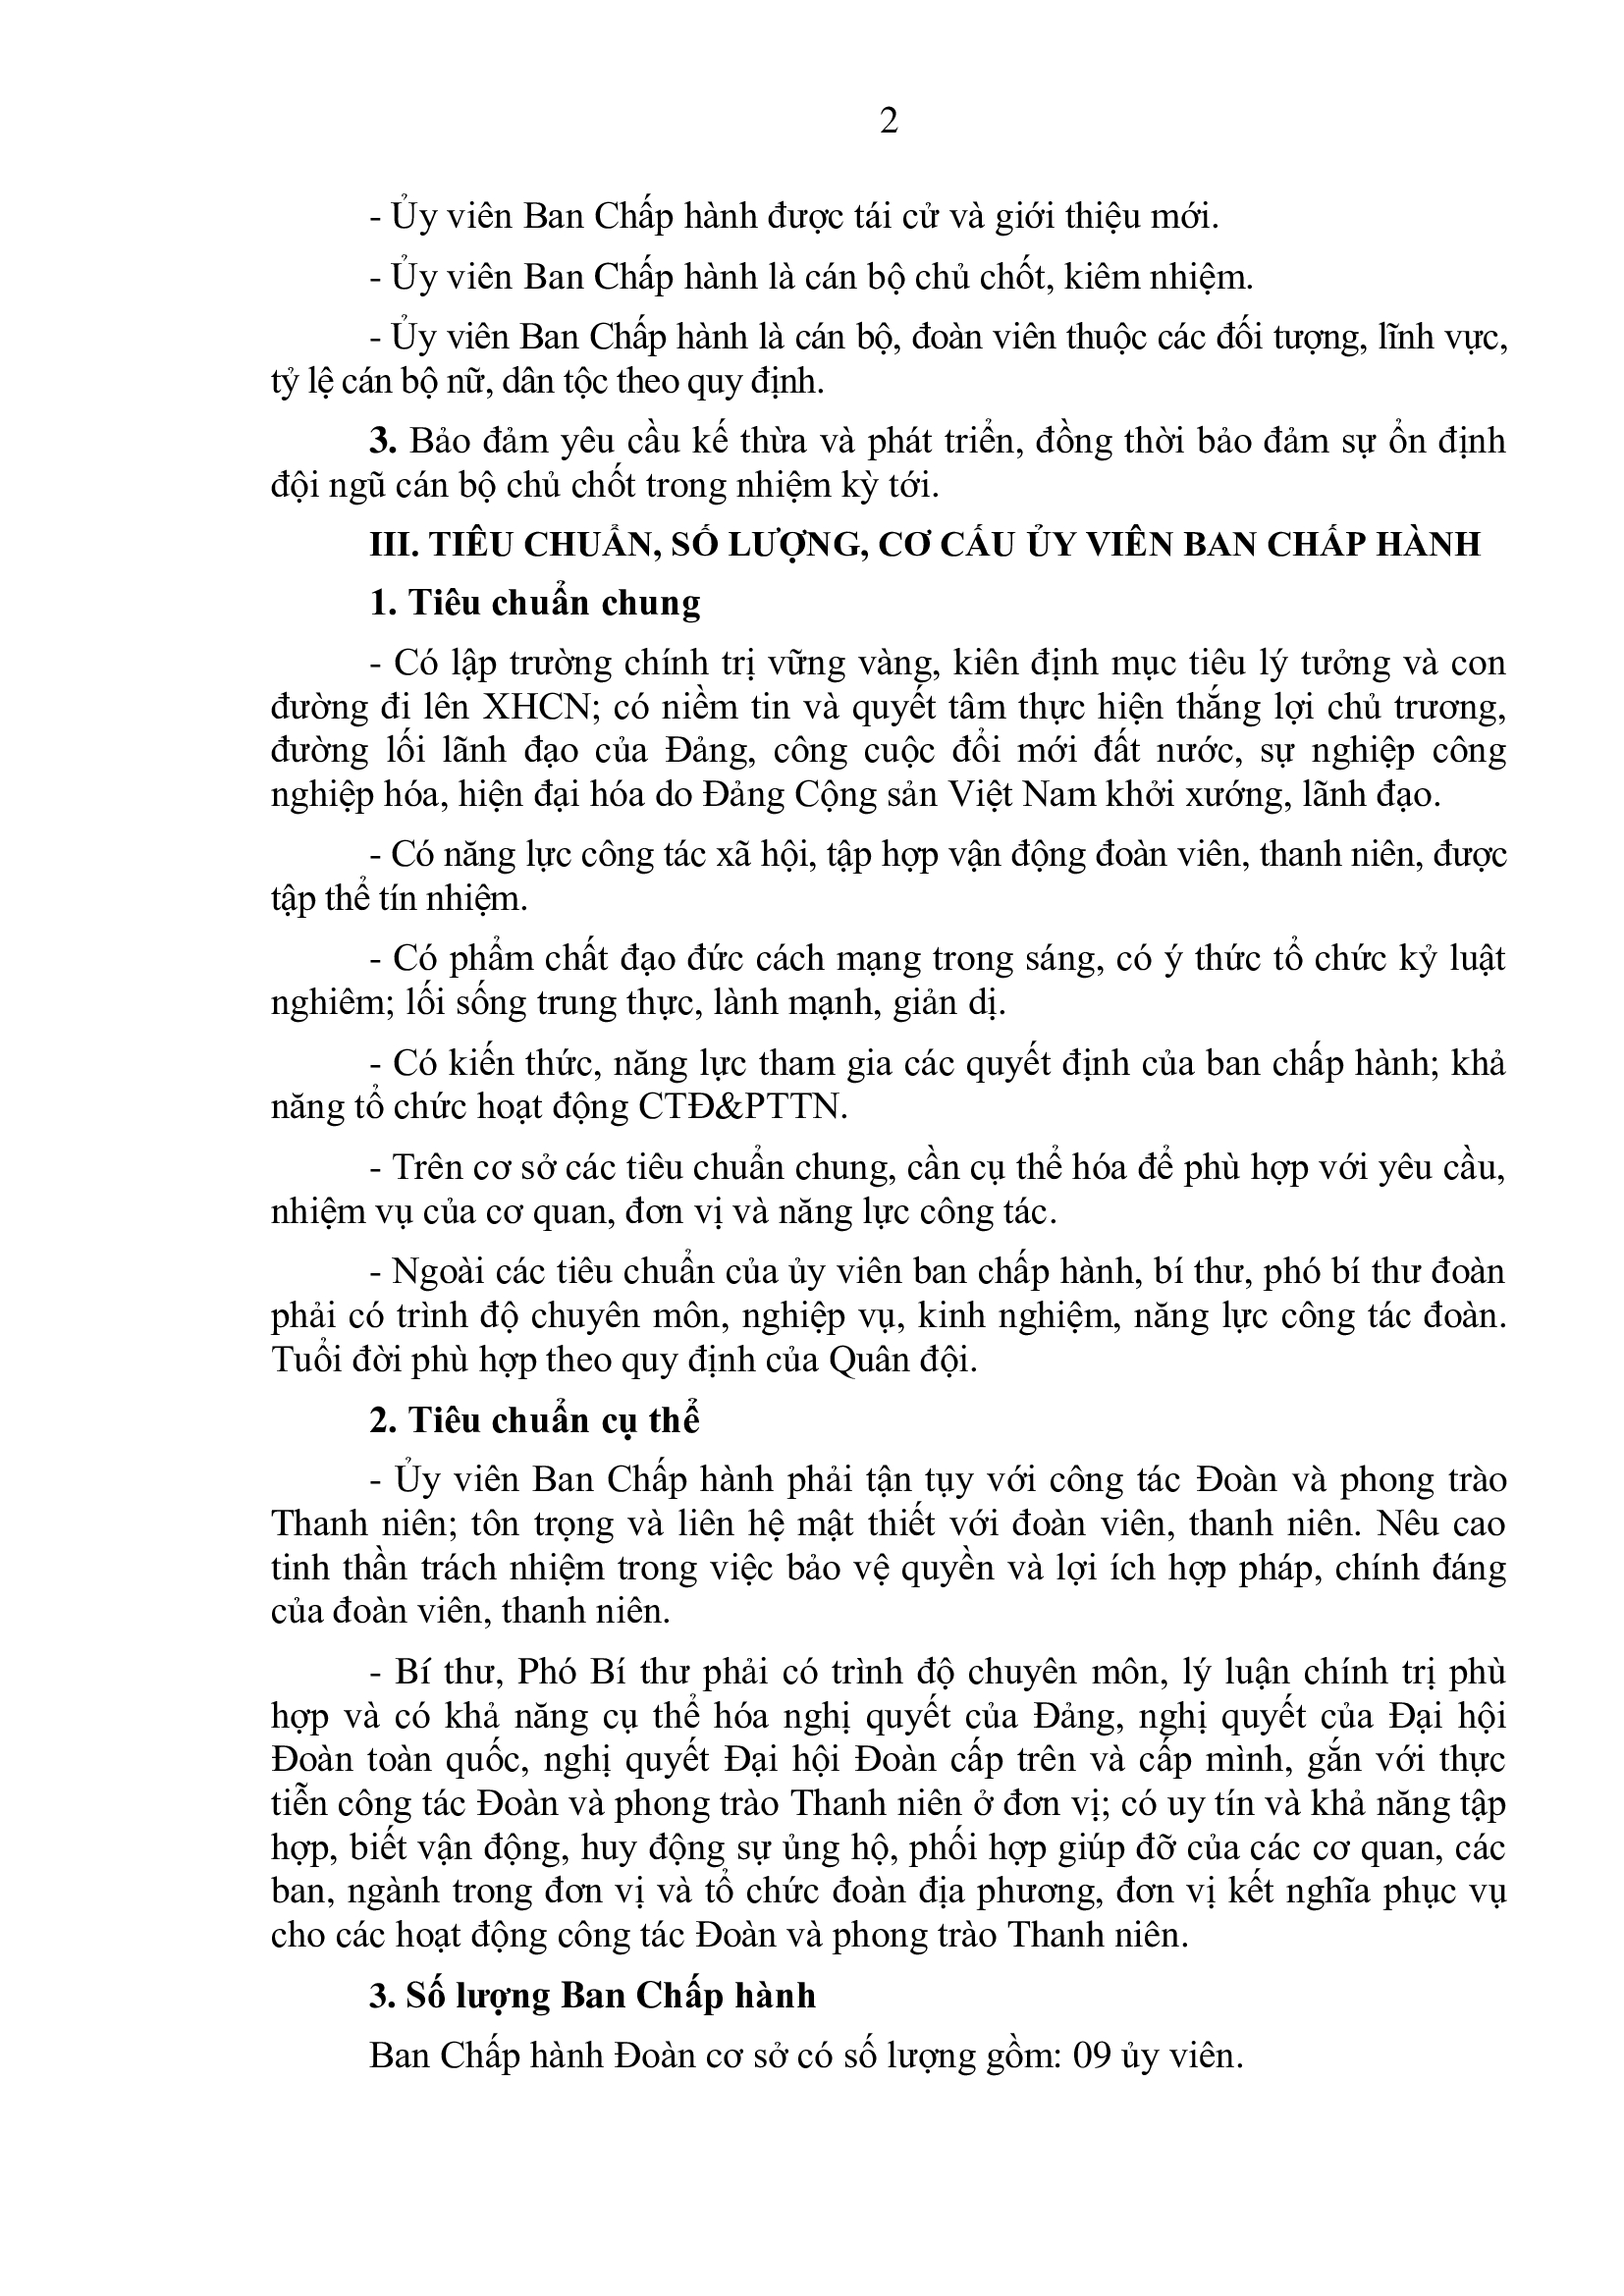 2
- Ủy viên Ban Chấp hành được tái cử và giới thiệu mới.
- Ủy viên Ban Chấp hành là cán bộ chủ chốt, kiêm nhiệm.
- Ủy viên Ban Chấp hành là cán bộ, đoàn viên thuộc các đối tượng, lĩnh vực,
tỷ lệ cán bộ nữ, dân tộc theo quy định.
3. Bảo đảm yêu cầu kế thừa và phát triển, đồng thời bảo đảm sự ổn định
đội ngũ cán bộ chủ chốt trong nhiệm kỳ tới.
III. TIÊU CHUẨN, SỐ LƯỢNG, CƠ CẤU ỦY VIÊN BAN CHẤP HÀNH
1. Tiêu chuẩn chung
- Có lập trường chính trị vững vàng, kiên định mục tiêu lý tưởng và con
đường đi lên XHCN; có niềm tin và quyết tâm thực hiện thắng lợi chủ trương,
đường lối lãnh đạo của Đảng, công cuộc đổi mới đất nước, sự nghiệp công
nghiệp hóa, hiện đại hóa do Đảng Cộng sản Việt Nam khởi xướng, lãnh đạo.
- Có năng lực công tác xã hội, tập hợp vận động đoàn viên, thanh niên, được
tập thể tín nhiệm.
- Có phẩm chất đạo đức cách mạng trong sáng, có ý thức tổ chức kỷ luật
nghiêm; lối sống trung thực, lành mạnh, giản dị.
- Có kiến thức, năng lực tham gia các quyết định của ban chấp hành; khả
năng tổ chức hoạt động CTĐ&PTTN.
- Trên cơ sở các tiêu chuẩn chung, cần cụ thể hóa để phù hợp với yêu cầu,
nhiệm vụ của cơ quan, đơn vị và năng lực công tác.
- Ngoài các tiêu chuẩn của ủy viên ban chấp hành, bí thư, phó bí thư đoàn
phải có trình độ chuyên môn, nghiệp vụ, kinh nghiệm, năng lực công tác đoàn.
Tuổi đời phù hợp theo quy định của Quân đội.
2. Tiêu chuẩn cụ thể
- Ủy viên Ban Chấp hành phải tận tụy với công tác Đoàn và phong trào
Thanh niên; tôn trọng và liên hệ mật thiết với đoàn viên, thanh niên. Nêu cao
tinh thần trách nhiệm trong việc bảo vệ quyền và lợi ích hợp pháp, chính đáng
của đoàn viên, thanh niên.
- Bí thư, Phó Bí thư phải có trình độ chuyên môn, lý luận chính trị phù
hợp và có khả năng cụ thể hóa nghị quyết của Đảng, nghị quyết của Đại hội
Đoàn toàn quốc, nghị quyết Đại hội Đoàn cấp trên và cấp mình, gắn với thực
tiễn công tác Đoàn và phong trào Thanh niên ở đơn vị; có uy tín và khả năng tập
hợp, biết vận động, huy động sự ủng hộ, phối hợp giúp đỡ của các cơ quan, các
ban, ngành trong đơn vị và tổ chức đoàn địa phương, đơn vị kết nghĩa phục vụ
cho các hoạt động công tác Đoàn và phong trào Thanh niên.
3. Số lượng Ban Chấp hành
Ban Chấp hành Đoàn cơ sở có số lượng gồm: 09 ủy viên.